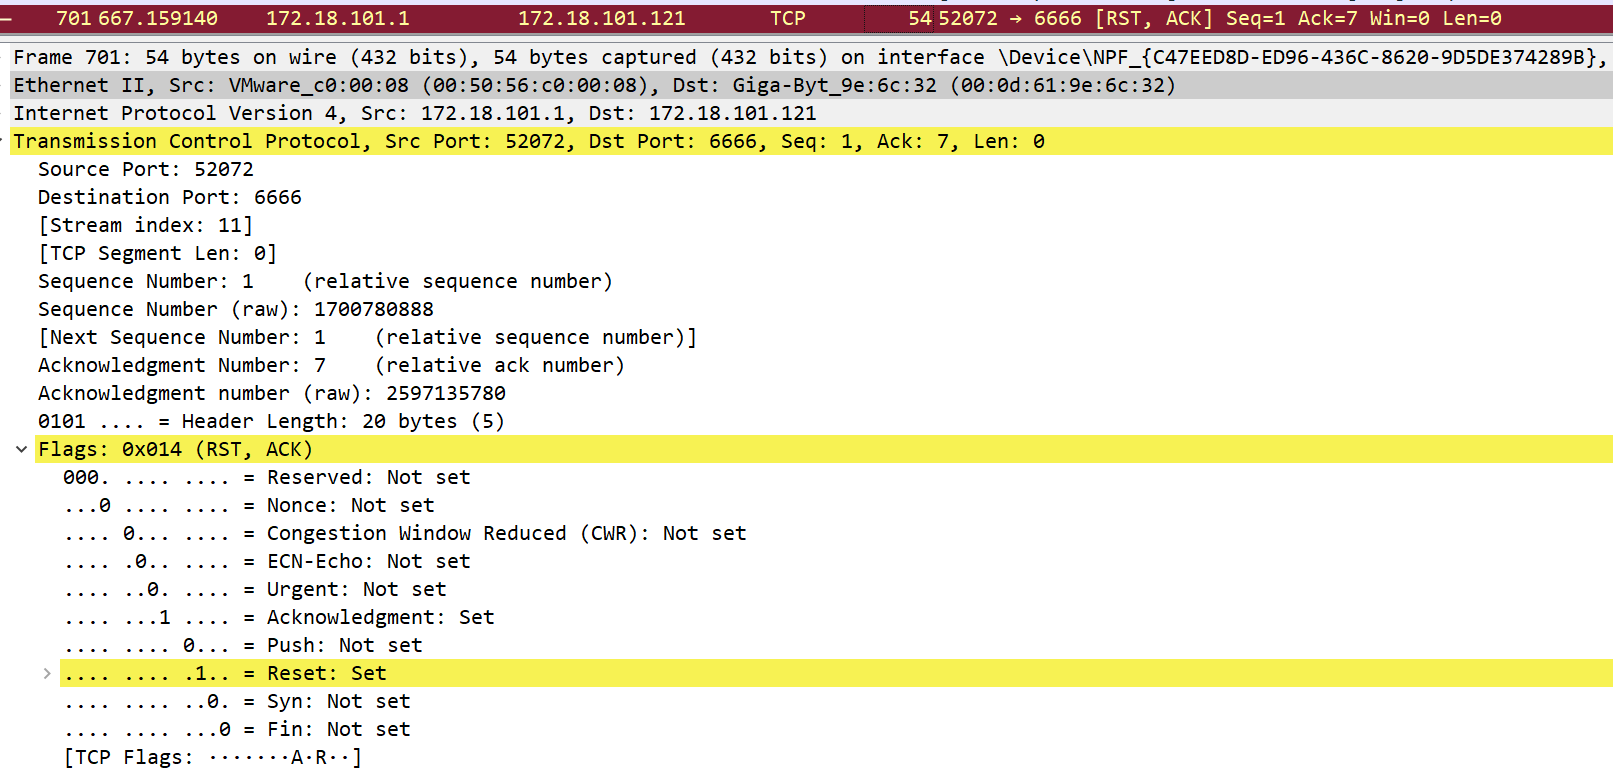 701 667.159140 172.18.101.1 172.18.101.121 TCP 54 52072 → 6666 [RST, ACK] Seq=1 Ack=7 Win=0 Len=0
Frame 701: 54 bytes on wire (432 bits), 54 bytes captured (432 bits) on interface \Device\NPF_{C47EED8D-ED96-436C-8620-9D5DE374289B},
Ethernet II, Src: VMware_c0:00:08 (00:50:56:c0:00:08), Dst: Giga-Byt_9e:6c:32 (00:0d:61:9e:6c:32)
Internet Protocol Version 4, Src: 172.18.101.1, Dst: 172.18.101.121
Transmission Control Protocol, Src Port: 52072, Dst Port: 6666, Seq: 1, Ack: 7, Len: 0
Source Port: 52072
Destination Port: 6666
[Stream index: 11]
[TCP Segment Len: 0]
Sequence Number: 1    (relative sequence number)
Sequence Number (raw): 1700780888
[Next Sequence Number: 1    (relative sequence number)]
Acknowledgment Number: 7    (relative ack number)
Acknowledgment number (raw): 2597135780
0101 .... = Header Length: 20 bytes (5)
Flags: 0x014 (RST, ACK)
000. .... .... = Reserved: Not set
...0 .... .... = Nonce: Not set
.... 0... .... = Congestion Window Reduced (CWR): Not set
.... .0.. .... = ECN-Echo: Not set
.... ..0. .... = Urgent: Not set
.... ...1 .... = Acknowledgment: Set
.... .... 0... = Push: Not set
.... .... .1.. = Reset: Set
.... .... ..0. = Syn: Not set
.... .... ...0 = Fin: Not set
[TCP Flags: ·······A·R··]